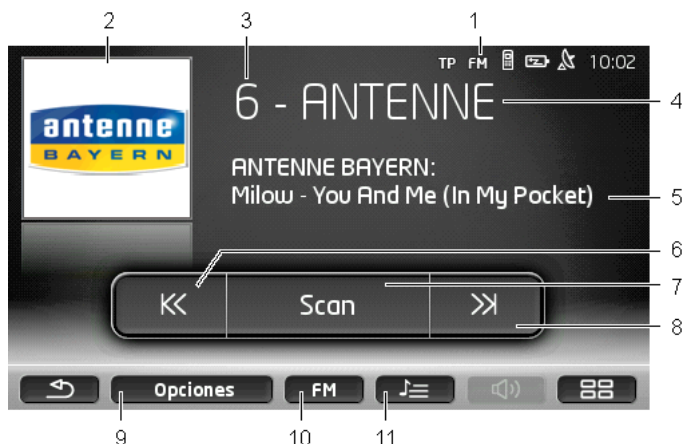 1
2
3
TP FM 10:02
antenne
BAYERN
6 - ANTENNE
4
ANTENNE BAYERN:
Milow - You And Me (In My Pocket)
5
6
Scan
7
8
Opciones
FM
9
10
11